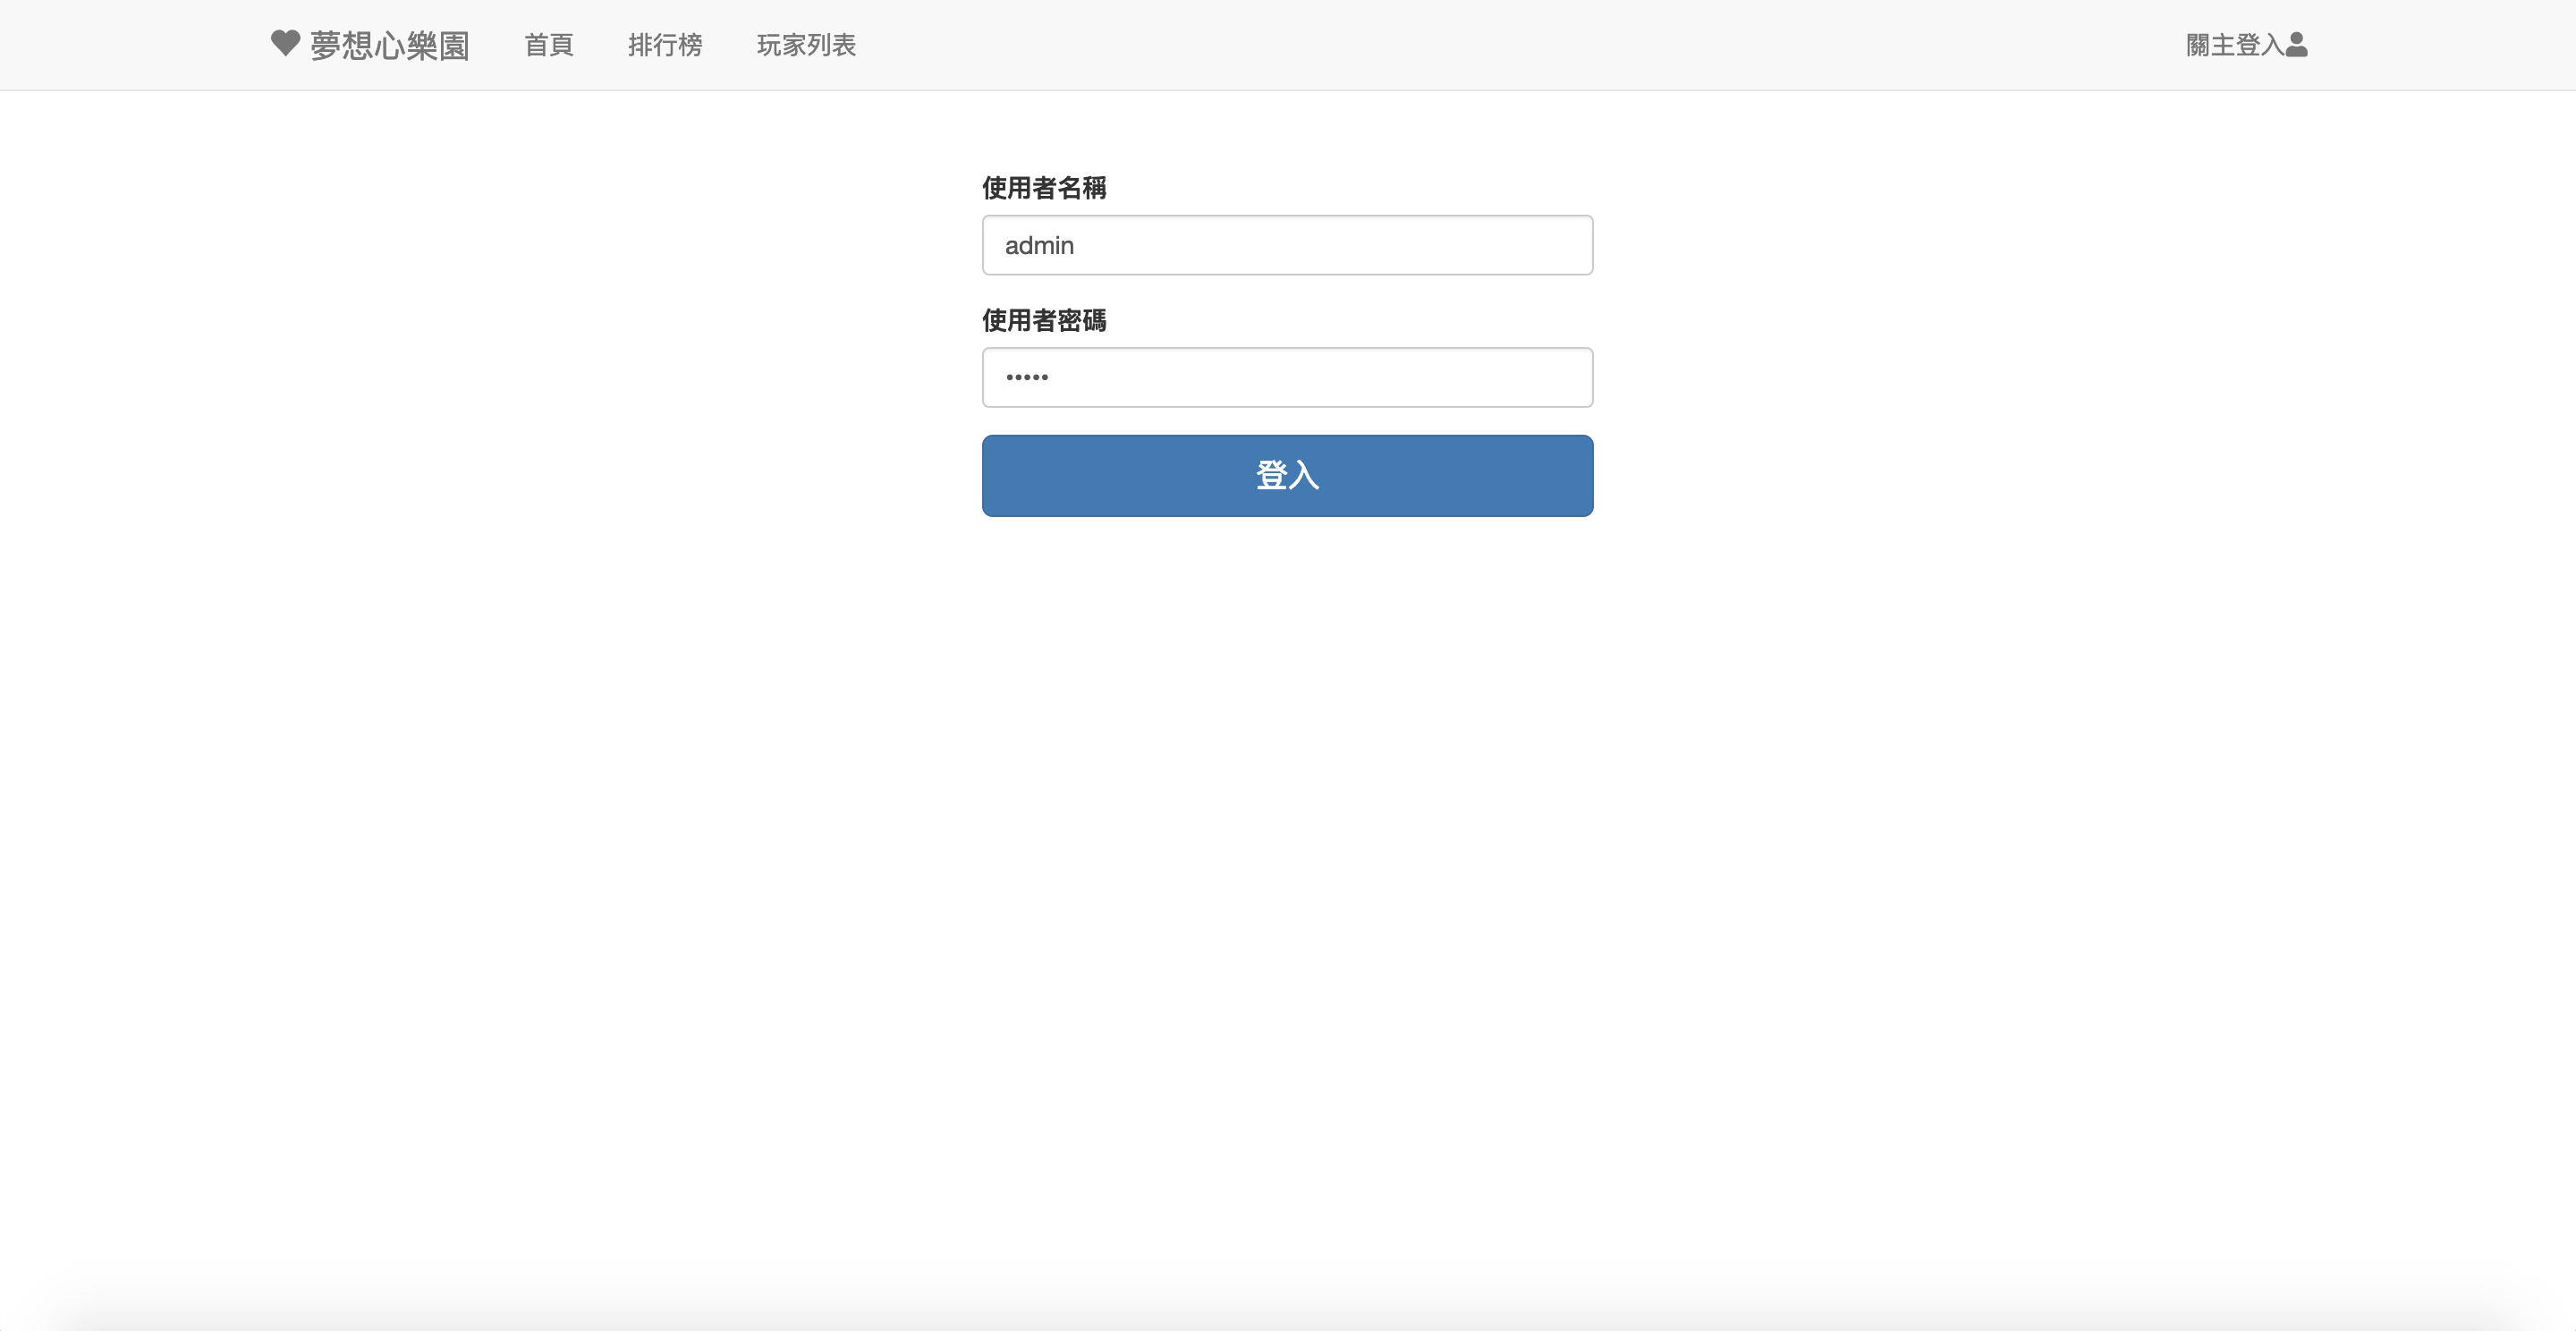 夢想心樂園 首頁 排行榜 玩家列表 關主登入
使用者名稱
admin
使用者密碼
•••••
登入